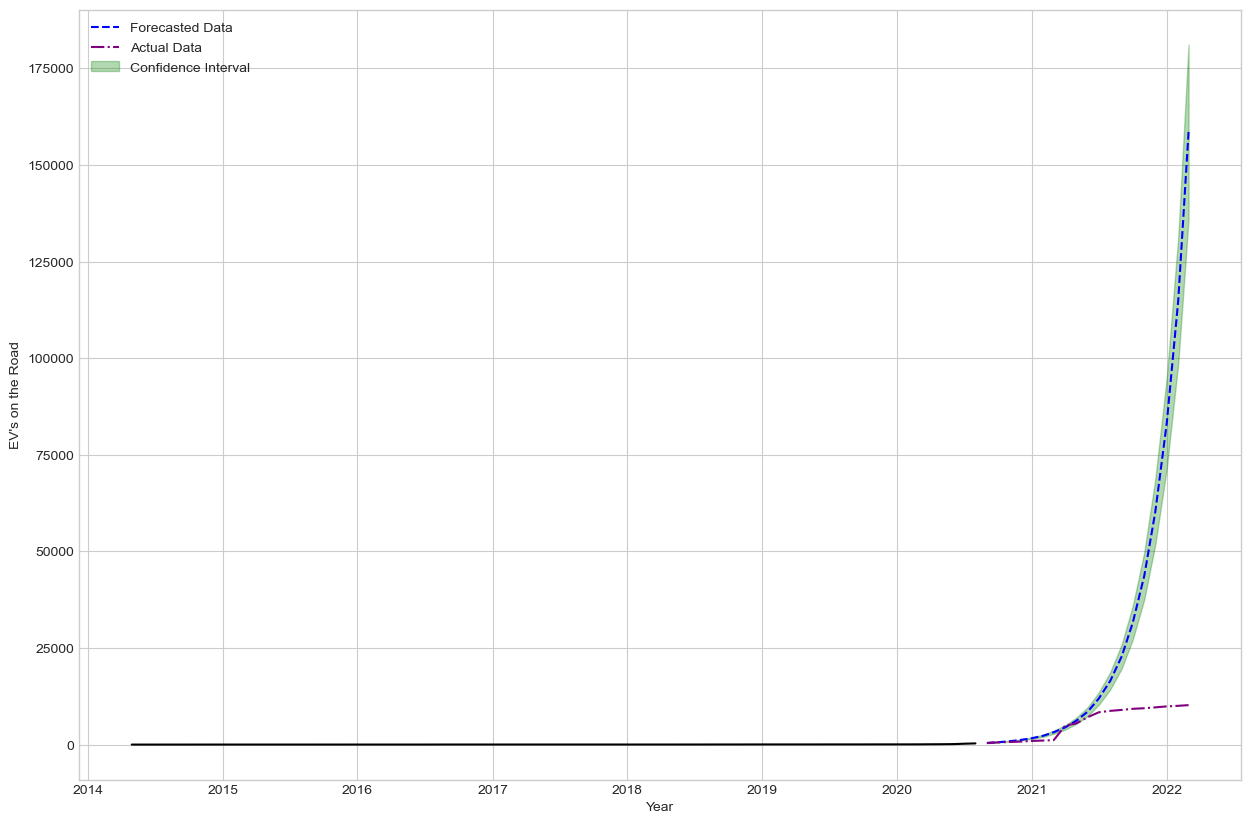 Forecasted Data
Actual Data
Confidence Interval
175000
150000
125000
100000
75000
50000
25000
0
EV's on the Road
2014 2015 2016 2017 2018 2019 2020 2021 2022
Year